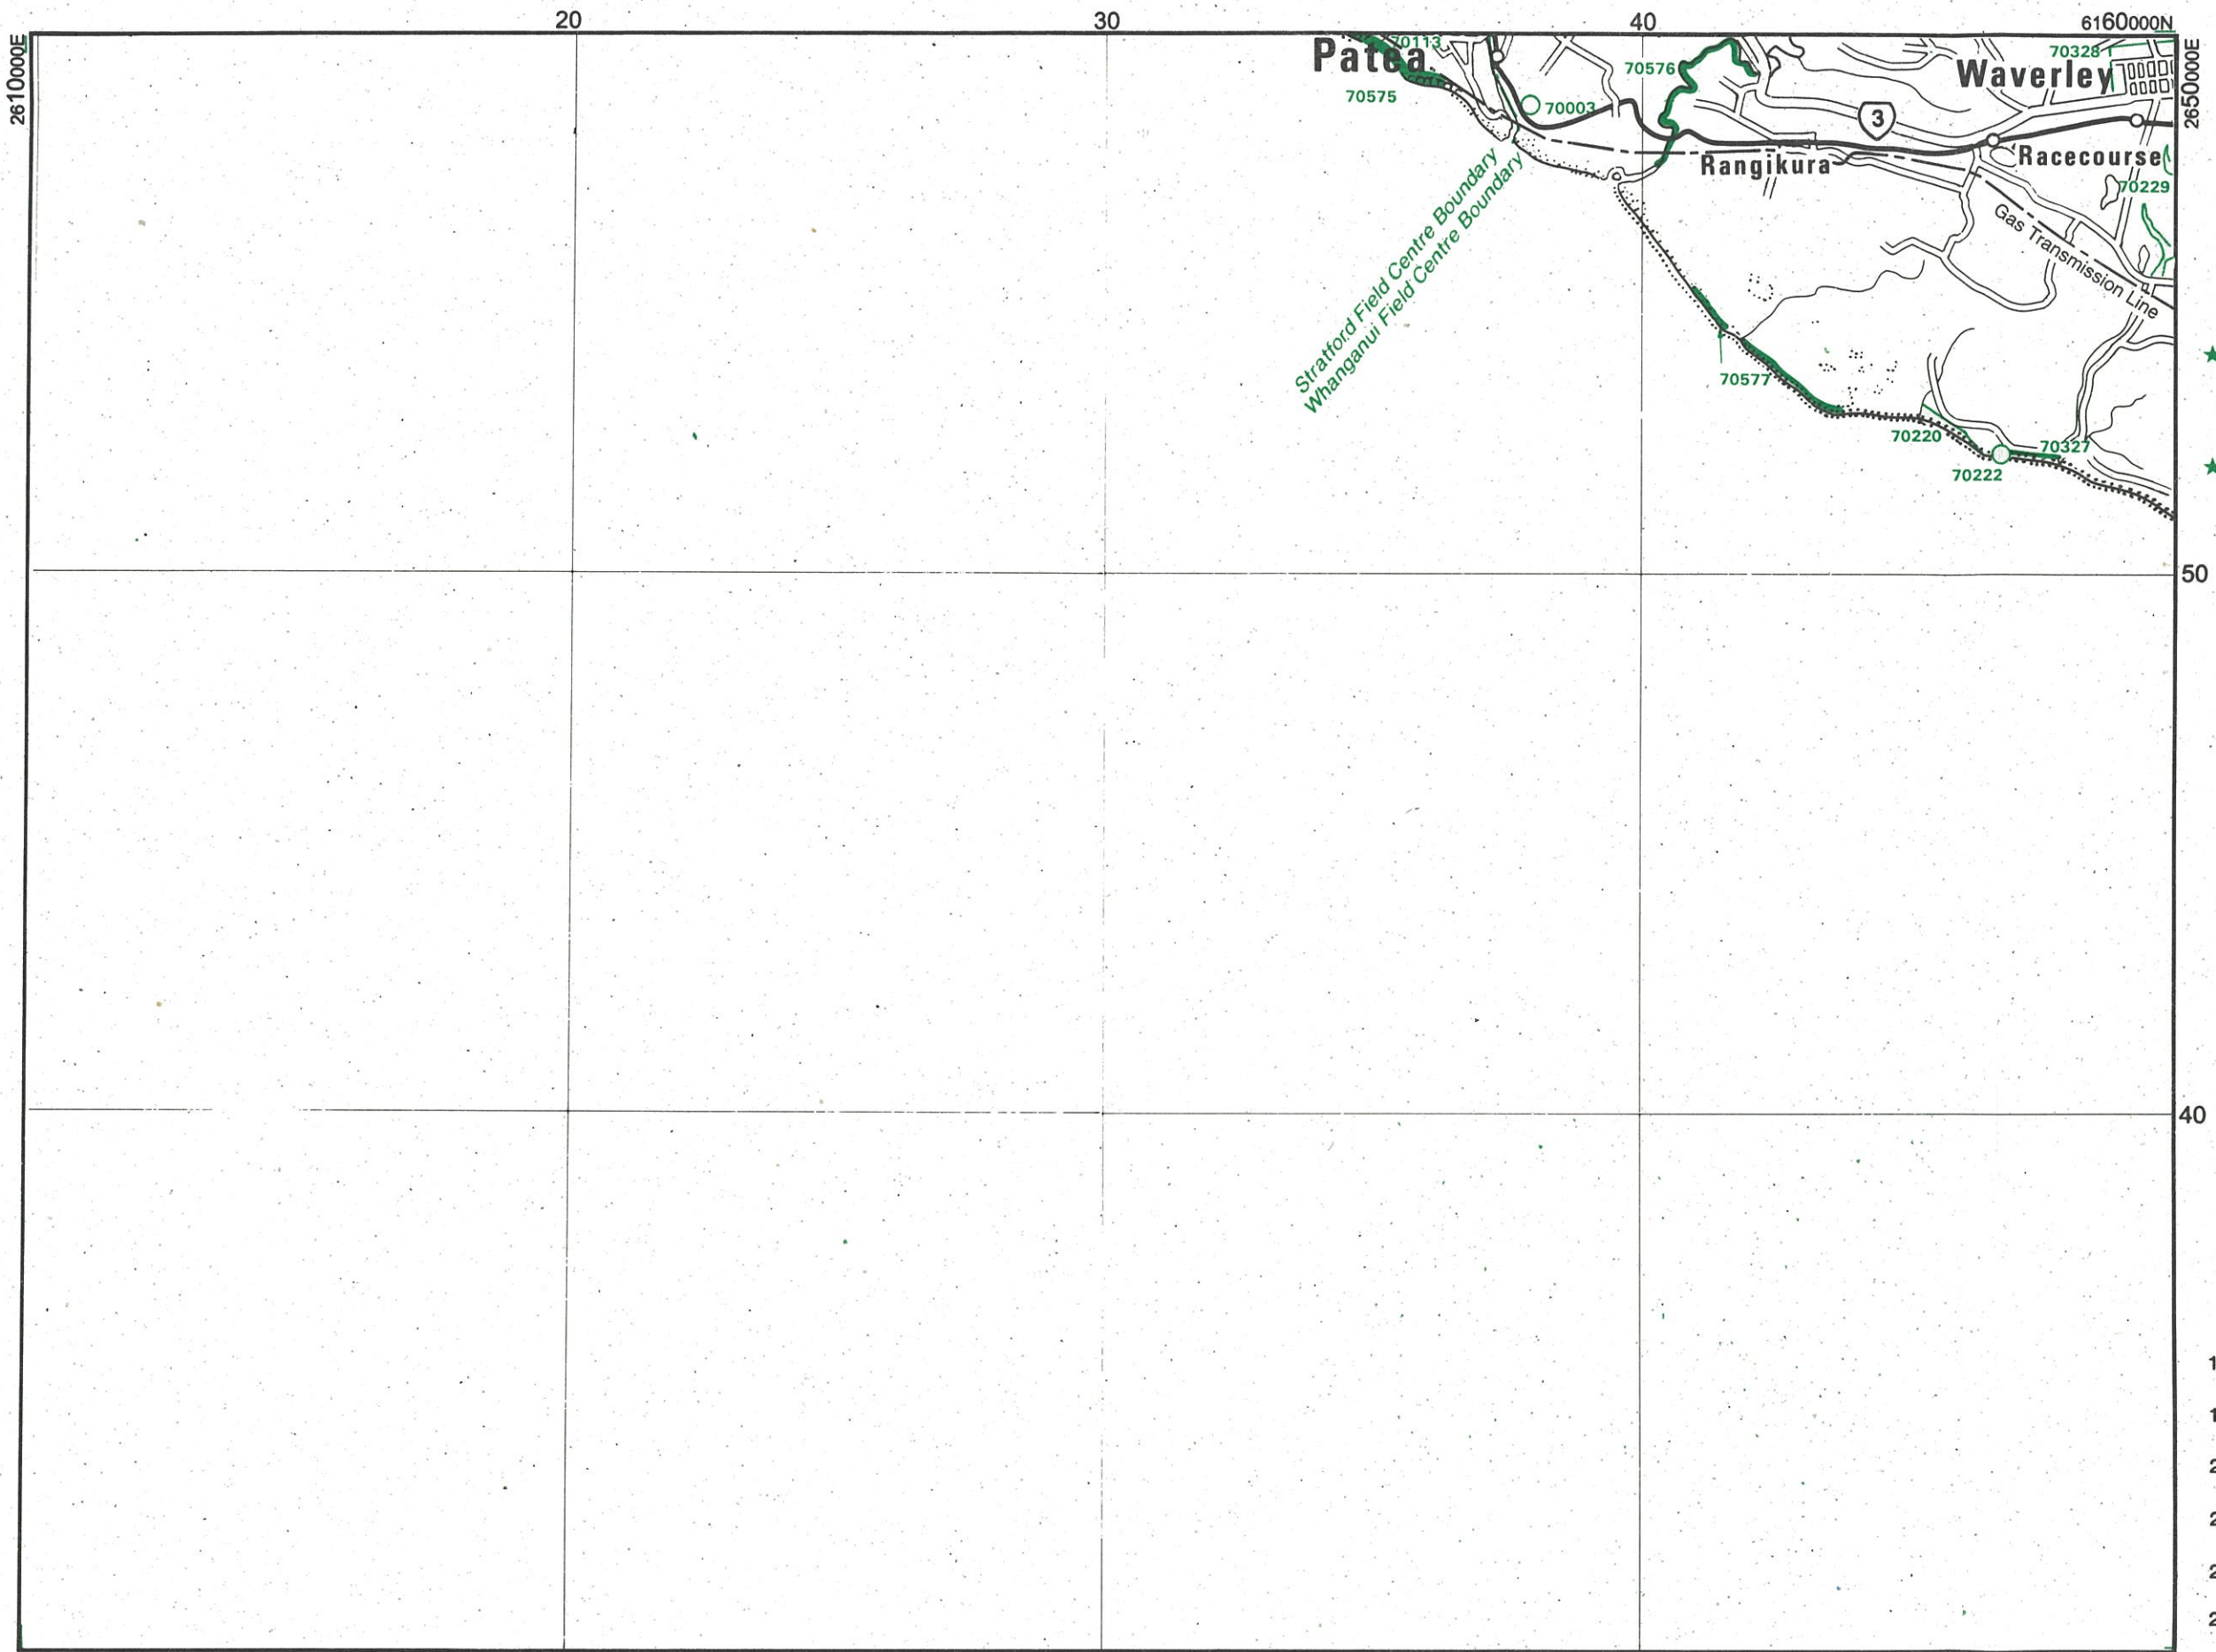 20
30
40
6160000N
2610000E
2650000E
Patea
70113
70575
70003
70576
70328
Waverley
3
Rangikura
Racecourse
70229
Stratford Field Centre Boundary
Whanganui Field Centre Boundary
Gas Transmission Line
70577
70220
70327
70222
50
40